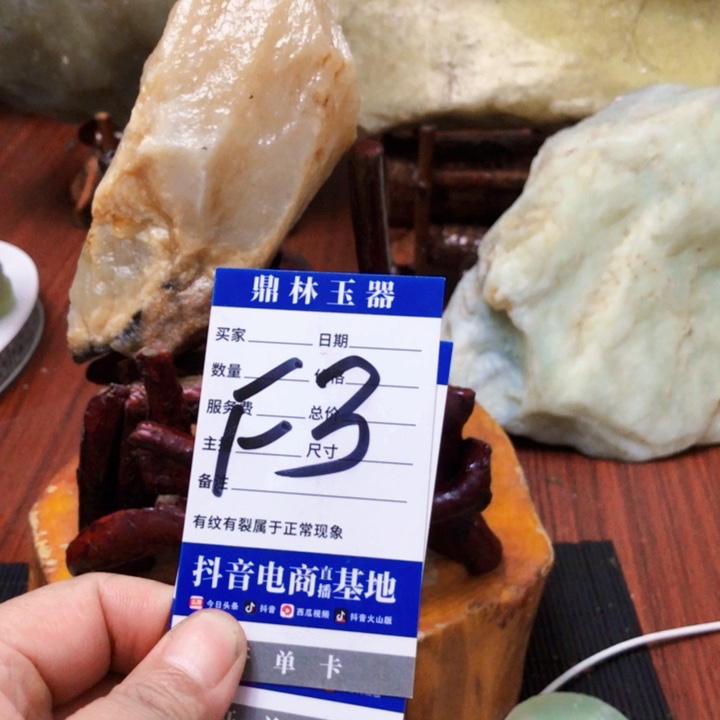 鼎林玉器
买家 日期
数量 价格
F3
服务费 总价
主播 尺寸
备注
有纹有裂属于正常现象
抖音电商直播基地
今日头条 抖音 西瓜视频 抖音火山版
单卡
单